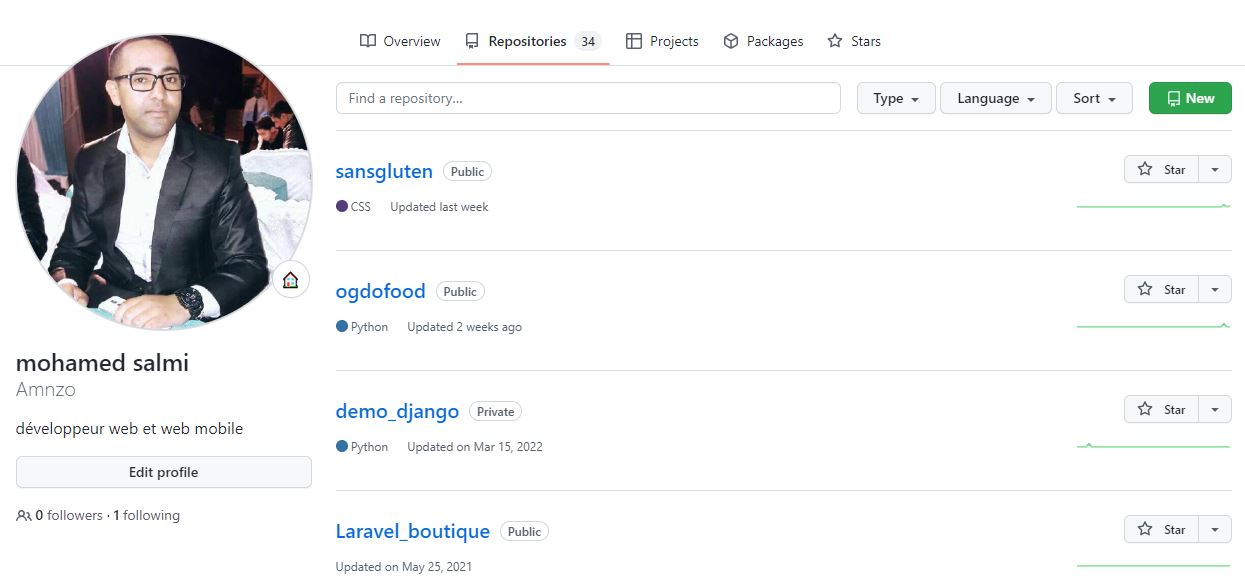 Overview
Repositories 34
Projects
Packages
Stars
Find a repository...
Type
Language
Sort
New
sansgluten Public
Star
CSS Updated last week
ogdofood Public
Star
Python Updated 2 weeks ago
mohamed salmi
Amnzo
développeur web et web mobile
Edit profile
0 followers · 1 following
demo_django Private
Star
Python Updated on Mar 15, 2022
Laravel_boutique Public
Star
Updated on May 25, 2021